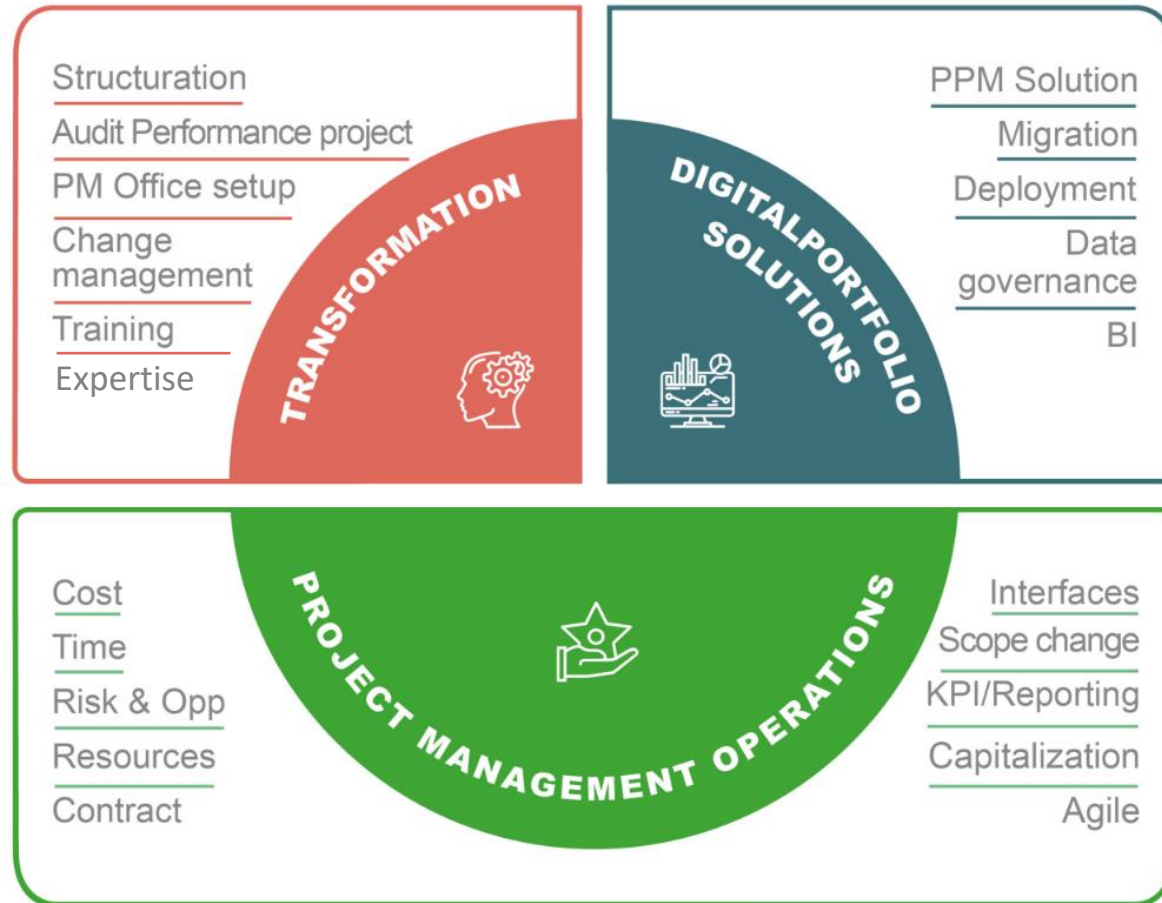 Structuration
Audit Performance project
PM Office setup
Change
management
Training
Expertise
TRANSFORMATION
DIGITALPORTFOLIO
SOLUTIONS
PPM Solution
Migration
Deployment
Data
governance
BI
Cost
Time
Risk & Opp
Resources
Contract
PROJECT MANAGEMENT OPERATIONS
Interfaces
Scope change
KPI/Reporting
Capitalization
Agile